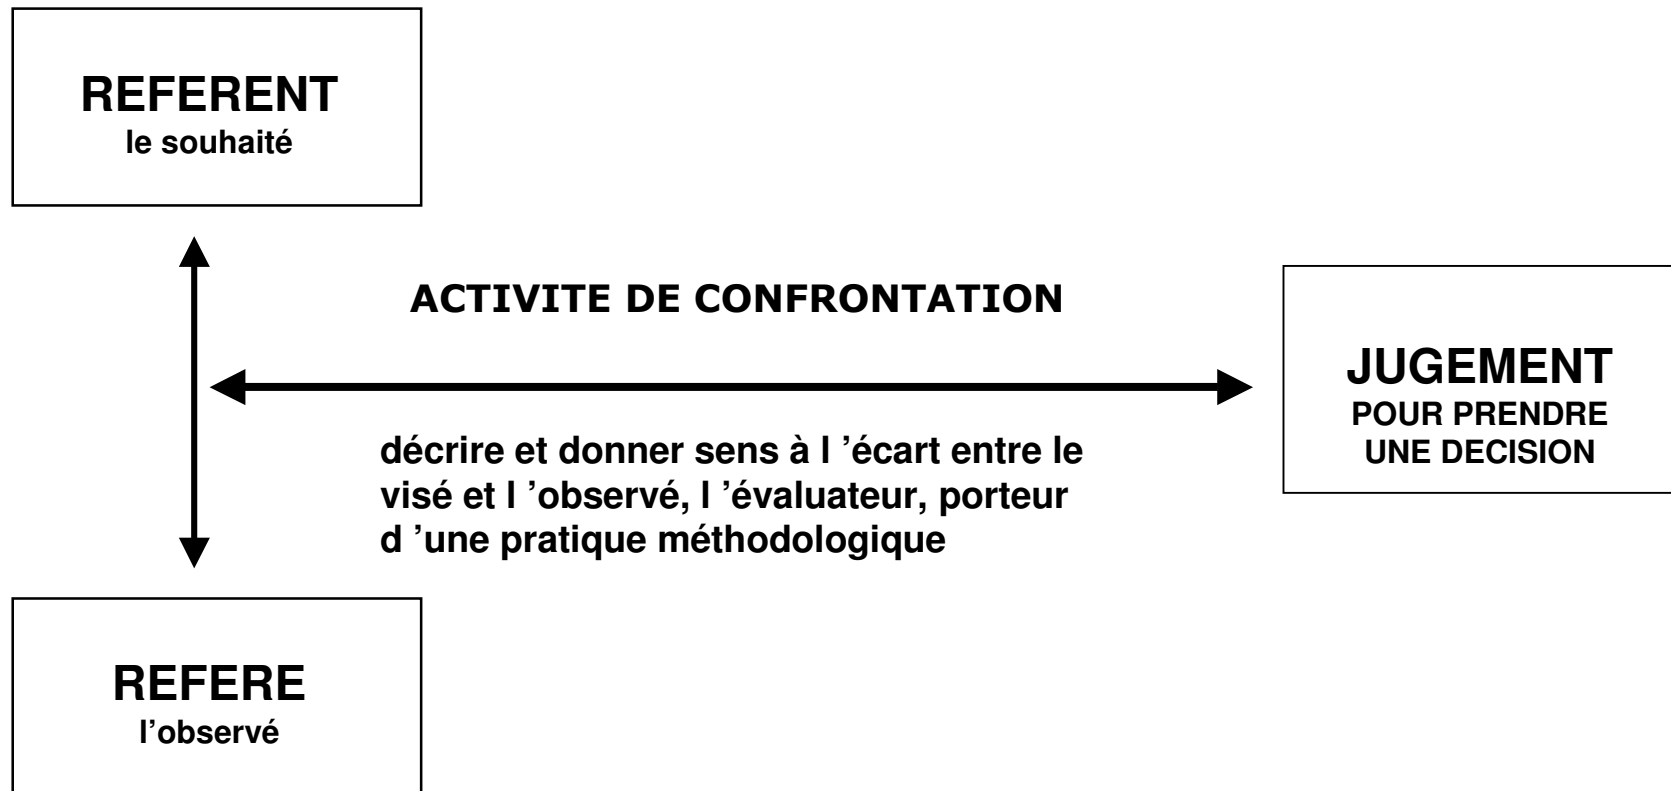 REFERENT
le souhaité
ACTIVITE DE CONFRONTATION
JUGEMENT
POUR PRENDRE
UNE DECISION
décrire et donner sens à l ’écart entre le
visé et l ’observé, l ’évaluateur, porteur
d ’une pratique méthodologique
REFERE
l’observé